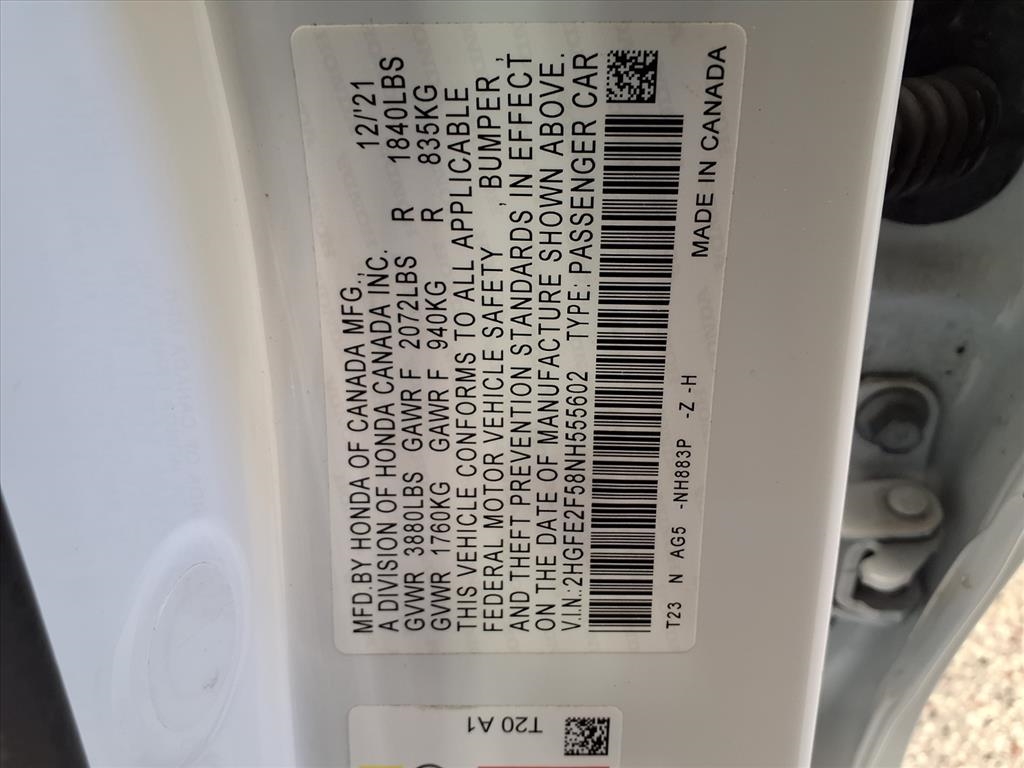 MFD.BY HONDA OF CANADA MFG., 12/'21
A DIVISION OF HONDA CANADA INC.
GVWR 3880LBS GAWR F 2072LBS R 1840LBS
GVWR 1760KG GAWR F 940KG R 835KG
THIS VEHICLE CONFORMS TO ALL APPLICABLE
FEDERAL MOTOR VEHICLE SAFETY , BUMPER ,
AND THEFT PREVENTION STANDARDS IN EFFECT
ON THE DATE OF MANUFACTURE SHOWN ABOVE.
V.I.N.:2HGFE2F58NH555602 TYPE: PASSENGER CAR
T23 N AG5 -NH883P -Z -H
MADE IN CANADA
T20 A1